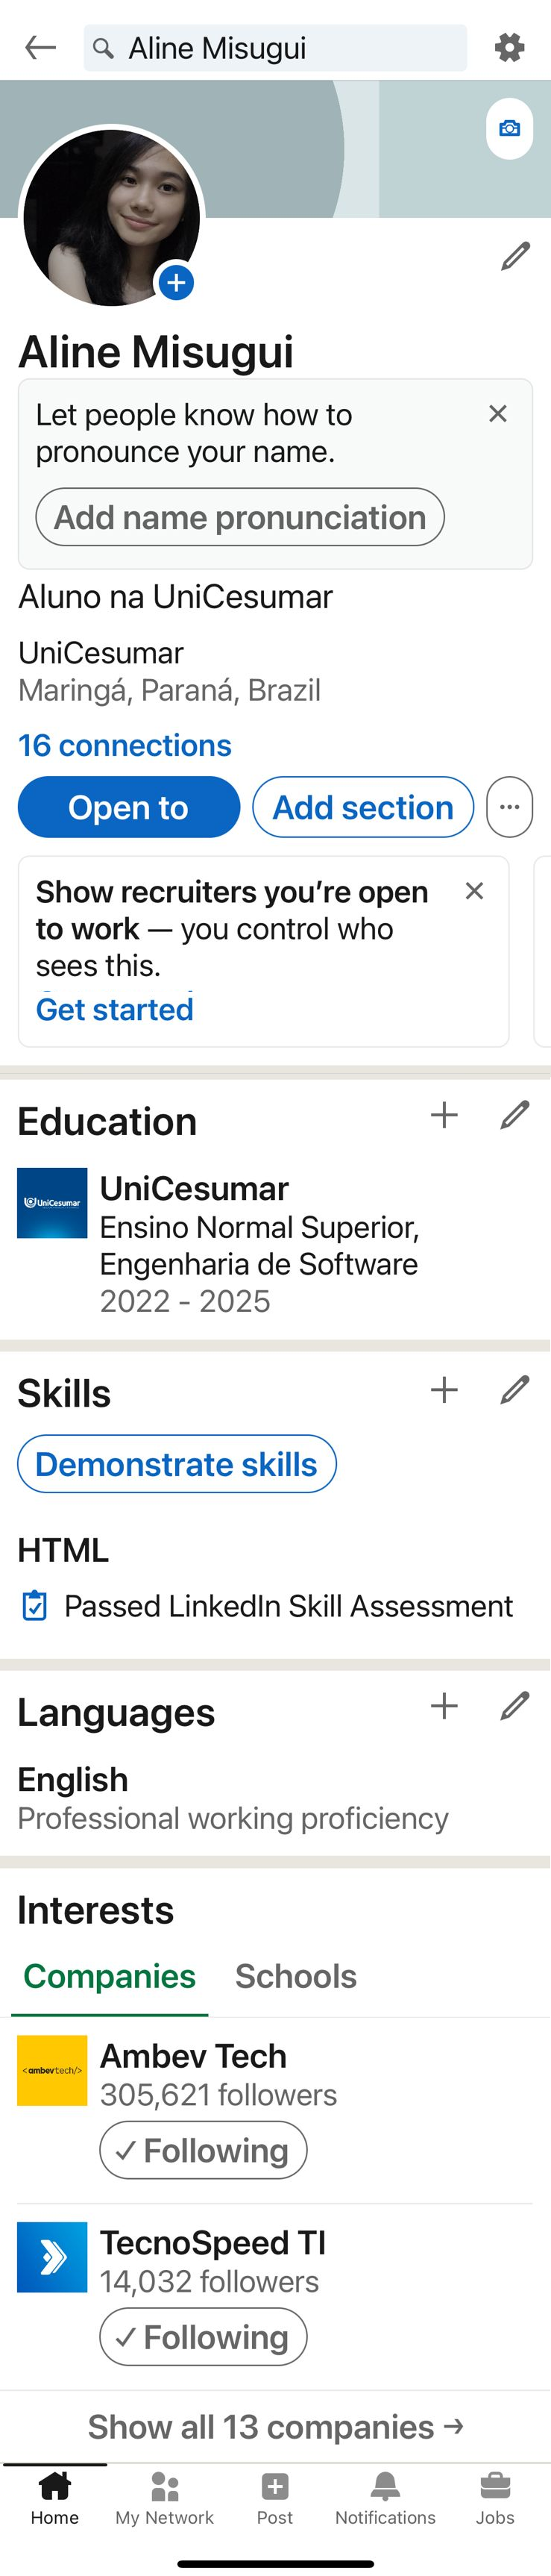 Aline Misugui
Aline Misugui
Let people know how to
pronounce your name.
Add name pronunciation
Aluno na UniCesumar
UniCesumar
Maringá, Paraná, Brazil
16 connections
Open to
Add section
Show recruiters you’re open
to work — you control who
sees this.
Get started
Education
UniCesumar
UniCesumar
Ensino Normal Superior,
Engenharia de Software
2022 - 2025
Skills
Demonstrate skills
HTML
Passed LinkedIn Skill Assessment
Languages
English
Professional working proficiency
Interests
Companies
Schools
<ambevtech/>
Ambev Tech
305,621 followers
✓ Following
TecnoSpeed TI
14,032 followers
✓ Following
Show all 13 companies →
Home
My Network
Post
Notifications
Jobs